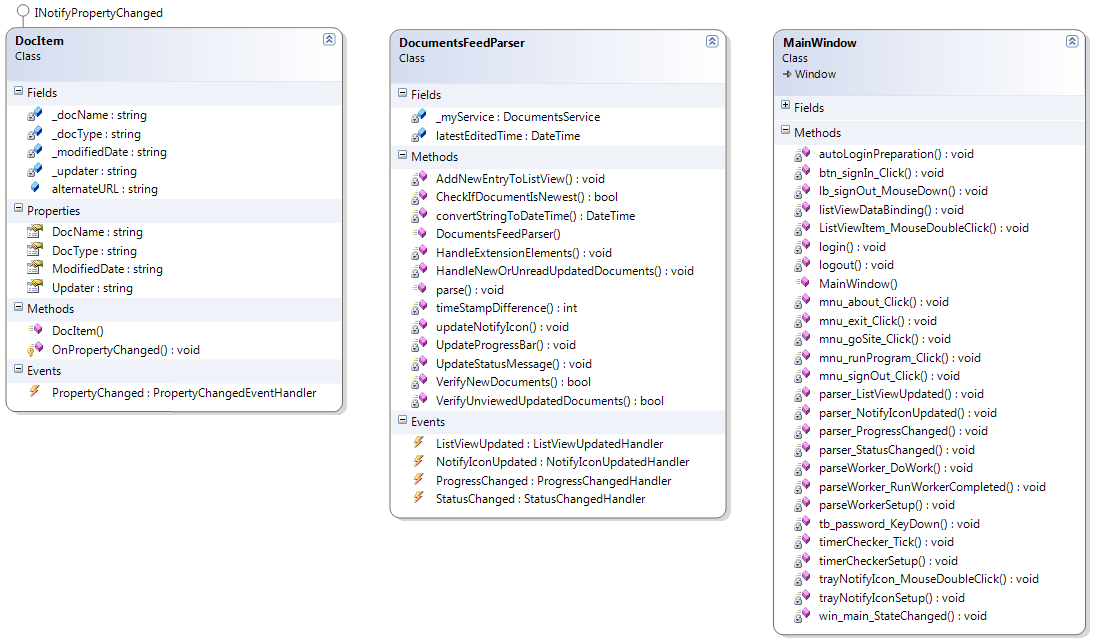 INotifyPropertyChanged
DocItem
Class
Fields
_docName : string
_docType : string
_modifiedDate : string
_updater : string
alternateURL : string
Properties
DocName : string
DocType : string
ModifiedDate : string
Updater : string
Methods
DocItem()
OnPropertyChanged() : void
Events
PropertyChanged : PropertyChangedEventHandler
DocumentsFeedParser
Class
Fields
_myService : DocumentsService
latestEditedTime : DateTime
Methods
AddNewEntryToListView() : void
CheckIfDocumentIsNewest() : bool
convertStringToDateTime() : DateTime
DocumentsFeedParser()
HandleExtensionElements() : void
HandleNewOrUnreadUpdatedDocuments() : void
parse() : void
timeStampDifference() : int
updateNotifyIcon() : void
UpdateProgressBar() : void
UpdateStatusMessage() : void
VerifyNewDocuments() : bool
VerifyUnviewedUpdatedDocuments() : bool
Events
ListViewUpdated : ListViewUpdatedHandler
NotifyIconUpdated : NotifyIconUpdatedHandler
ProgressChanged : ProgressChangedHandler
StatusChanged : StatusChangedHandler
MainWindow
Class
Window
Fields
Methods
autoLoginPreparation() : void
btn_signIn_Click() : void
lb_signOut_MouseDown() : void
listViewDataBinding() : void
ListViewItem_MouseDoubleClick() : void
login() : void
logout() : void
MainWindow()
mnu_about_Click() : void
mnu_exit_Click() : void
mnu_goSite_Click() : void
mnu_runProgram_Click() : void
mnu_signOut_Click() : void
parser_ListViewUpdated() : void
parser_NotifyIconUpdated() : void
parser_ProgressChanged() : void
parser_StatusChanged() : void
parseWorker_DoWork() : void
parseWorker_RunWorkerCompleted() : void
parseWorkerSetup() : void
tb_password_KeyDown() : void
timerChecker_Tick() : void
timerCheckerSetup() : void
trayNotifyIcon_MouseDoubleClick() : void
trayNotifyIconSetup() : void
win_main_StateChanged() : void